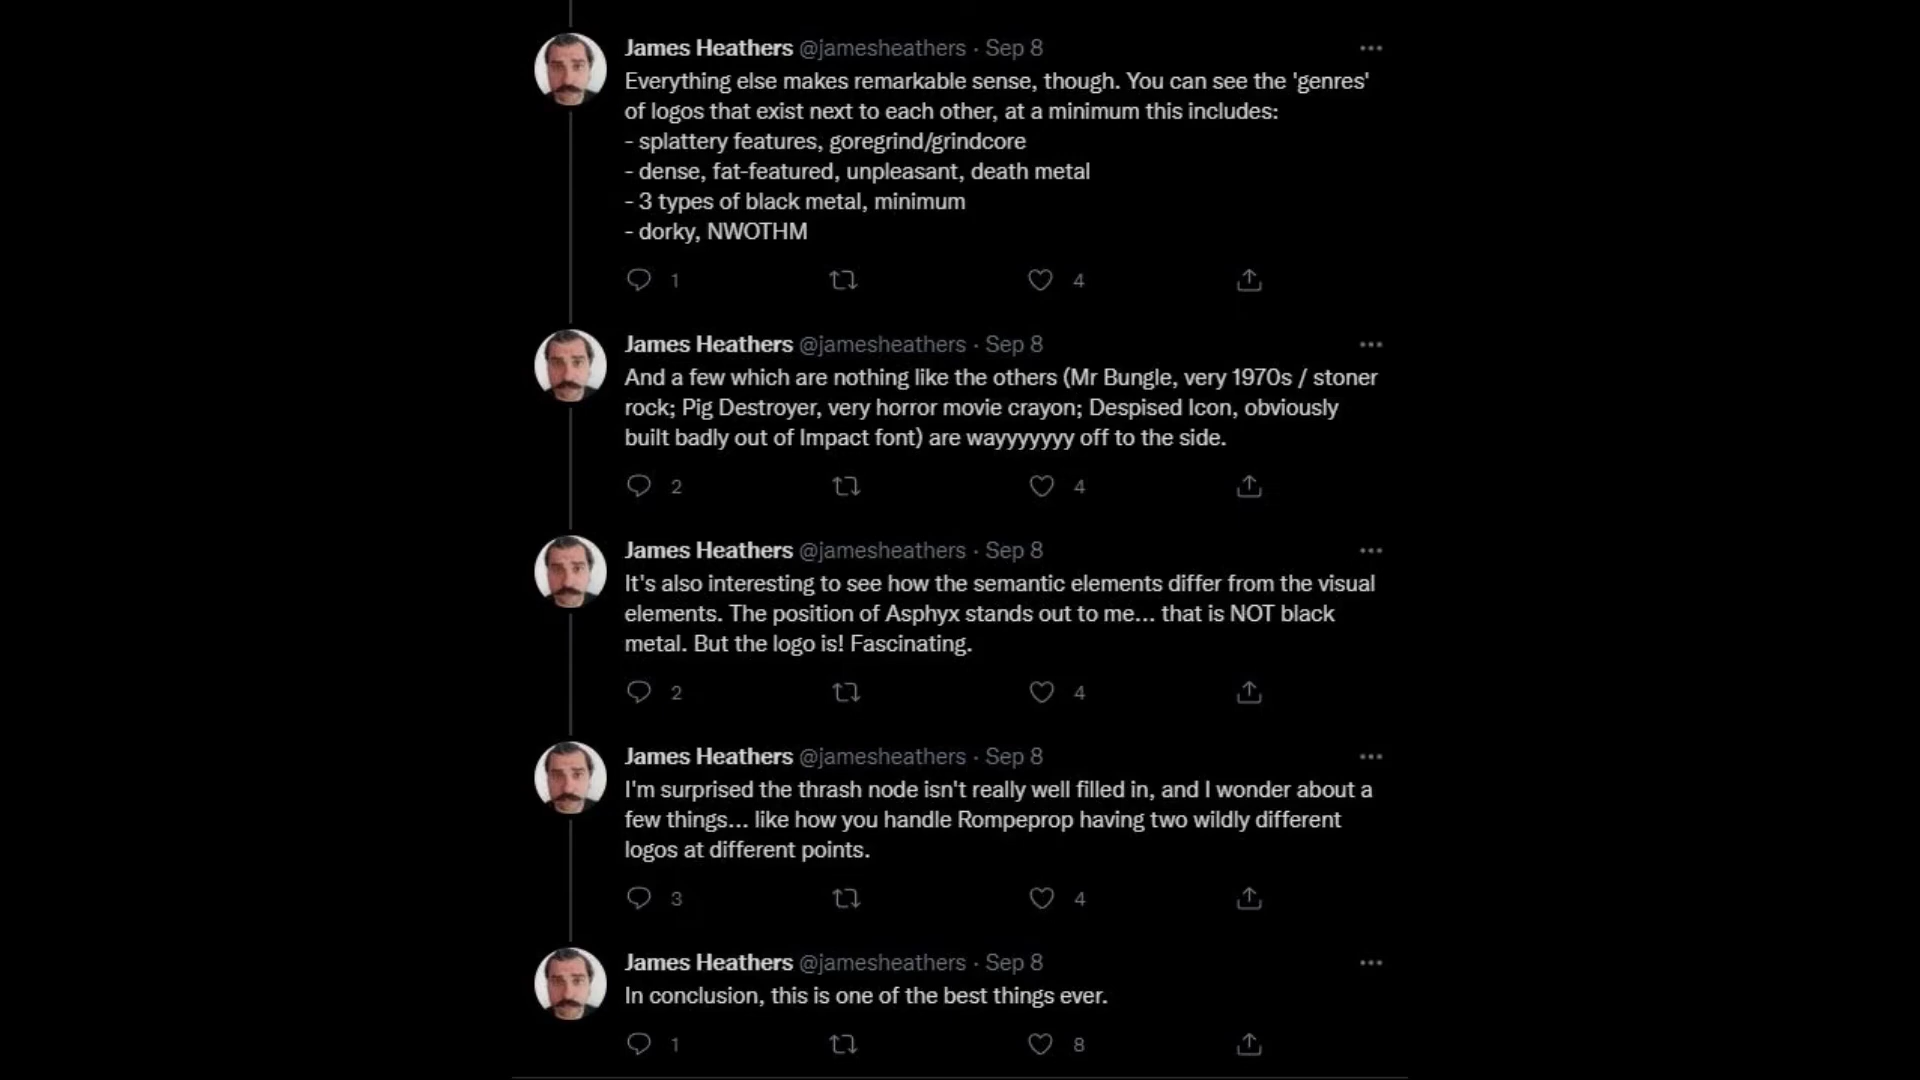 James Heathers @jamesheathers · Sep 8
Everything else makes remarkable sense, though. You can see the 'genres'
of logos that exist next to each other, at a minimum this includes:
- splattery features, goregrind/grindcore
- dense, fat-featured, unpleasant, death metal
- 3 types of black metal, minimum
- dorky, NWOTHM
1 4
James Heathers @jamesheathers · Sep 8
And a few which are nothing like the others (Mr Bungle, very 1970s / stoner
rock; Pig Destroyer, very horror movie crayon; Despised Icon, obviously
built badly out of Impact font) are wayyyyyyy off to the side.
2 4
James Heathers @jamesheathers · Sep 8
It's also interesting to see how the semantic elements differ from the visual
elements. The position of Asphyx stands out to me... that is NOT black
metal. But the logo is! Fascinating.
2 4
James Heathers @jamesheathers · Sep 8
I'm surprised the thrash node isn't really well filled in, and I wonder about a
few things... like how you handle Rompeprop having two wildly different
logos at different points.
3 4
James Heathers @jamesheathers · Sep 8
In conclusion, this is one of the best things ever.
1 8